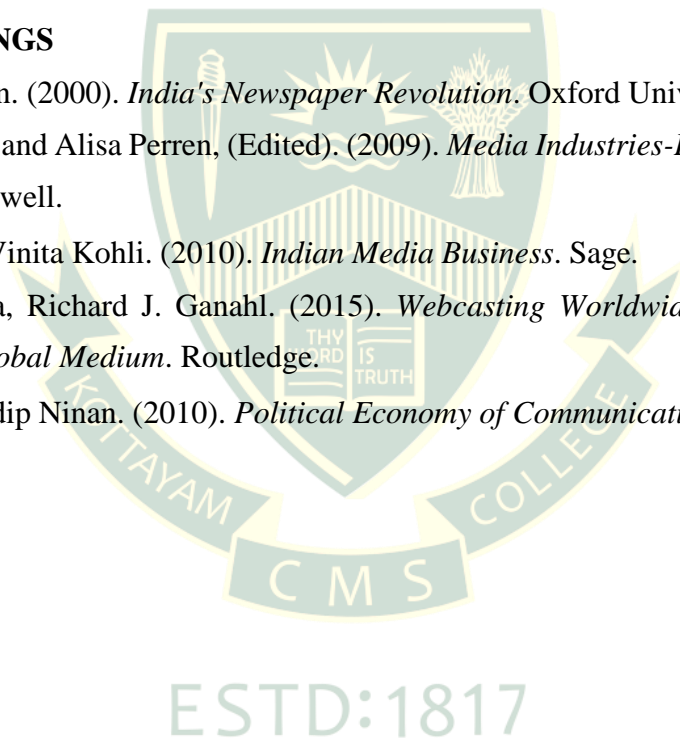 NGS
n. (2000). India's Newspaper Revolution. Oxford Univ
and Alisa Perren, (Edited). (2009). Media Industries-
well.
Vinita Kohli. (2010). Indian Media Business. Sage.
a, Richard J. Ganahl. (2015). Webcasting Worldwid
obal Medium. Routledge.
dip Ninan. (2010). Political Economy of Communicati
THY WORD IS TRUTH
KOTTAYAM
COLLEGE
CMS
ESTD:1817